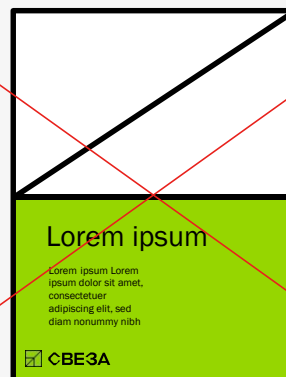 Lorem ipsum
Lorem ipsum Lorem
ipsum dolor sit amet,
consectetuer
adipiscing elit, sed
diam nonummy nibh
СВЕЗА